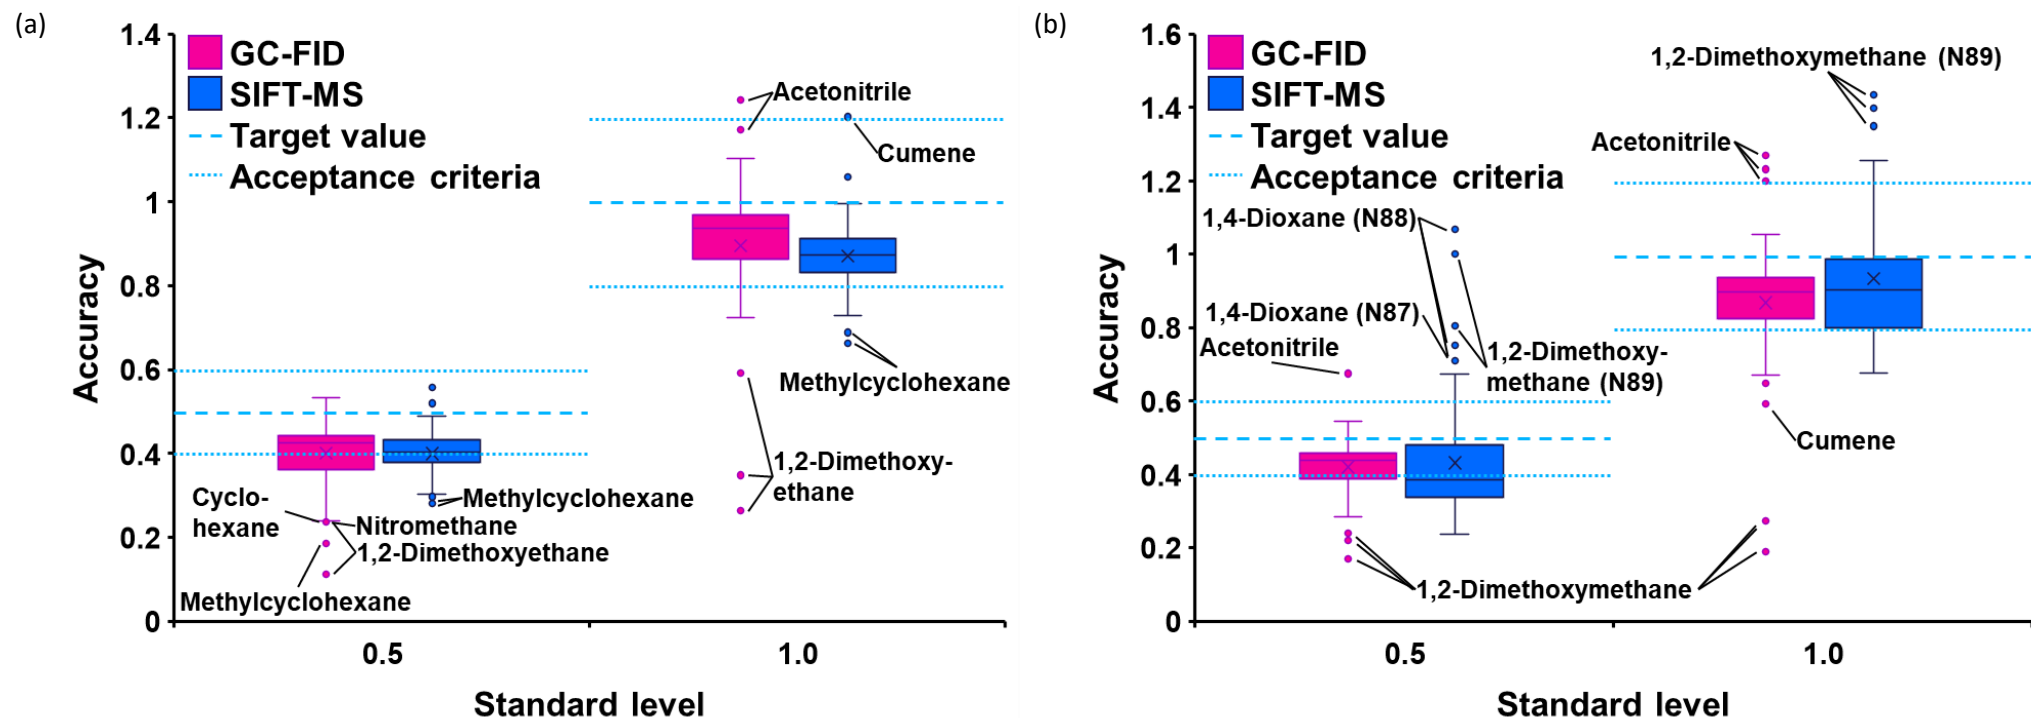 (a)
1.4
1.2
1
0.8
0.6
0.4
0.2
0
Accuracy
GC-FID
SIFT-MS
Target value
Acceptance criteria
Acetonitrile
Cumene
Methylcyclohexane
1,2-Dimethoxy-
ethane
Cyclo-
hexane
Methylcyclohexane
Nitromethane
1,2-Dimethoxyethane
Methylcyclohexane
0.5
1.0
Standard level
(b)
1.6
1.4
1.2
1
0.8
0.6
0.4
0.2
0
Accuracy
GC-FID
SIFT-MS
Target value
Acceptance criteria
1,2-Dimethoxymethane (N89)
Acetonitrile
1,4-Dioxane (N88)
1,4-Dioxane (N87)
Acetonitrile
1,2-Dimethoxy-
methane (N89)
Cumene
1,2-Dimethoxymethane
0.5
1.0
Standard level